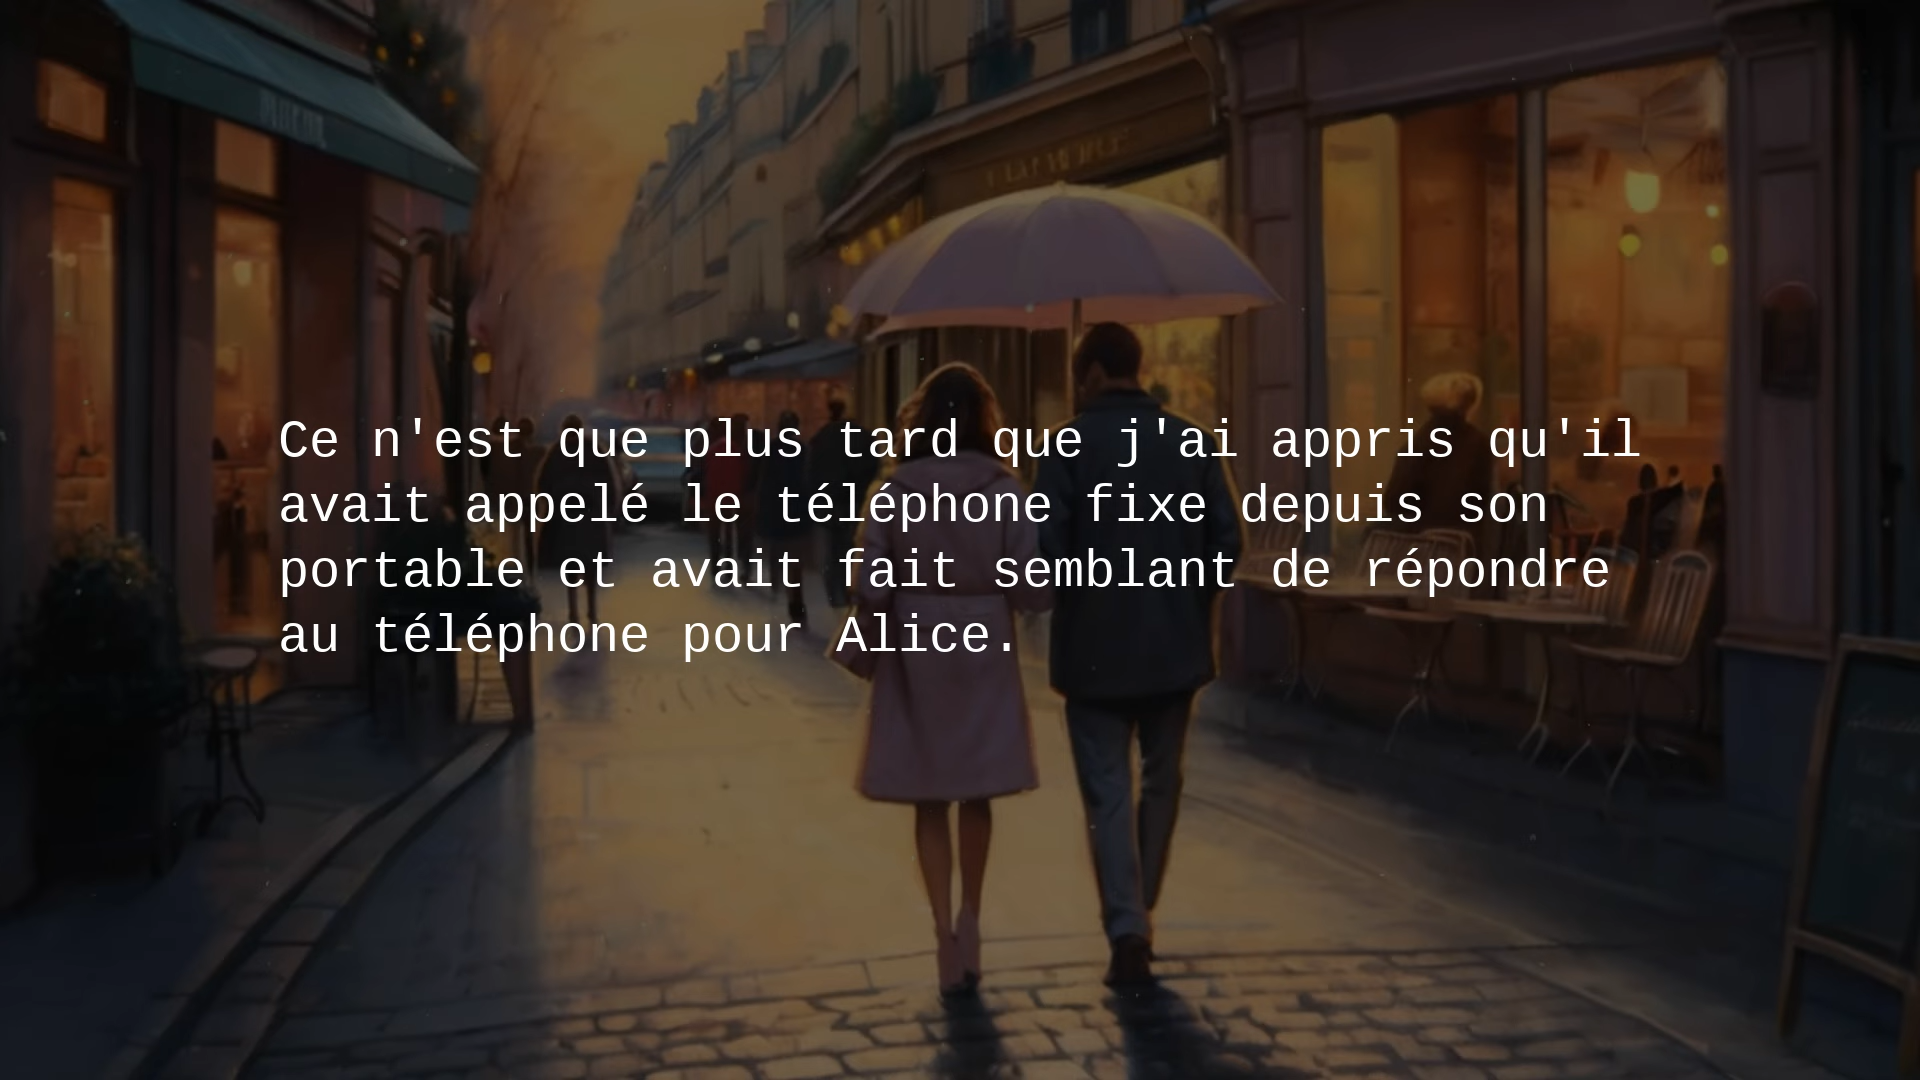 Ce n'est que plus tard que j'ai appris qu'il
avait appelé le téléphone fixe depuis son
portable et avait fait semblant de répondre
au téléphone pour Alice.